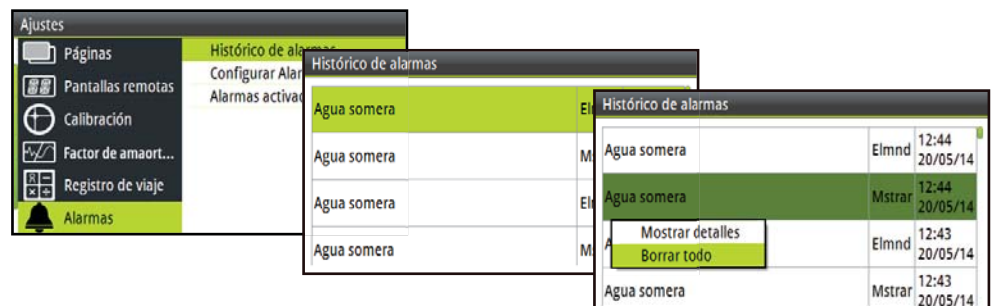 Ajustes
Páginas
Pantallas remotas
Calibración
Factor de amaort...
Registro de viaje
Alarmas
Histórico de alarmas
Configurar Alar
Alarmas activad
Histórico de alarmas
Agua somera
Agua somera
Agua somera
Agua somera
Histórico de alarmas
Agua somera Elmnd 12:44
20/05/14
Agua somera Mstrar 12:44
20/05/14
Mostrar detalles
Borrar todo
Elmnd 12:43
20/05/14
Agua somera Mstrar 12:43
20/05/14